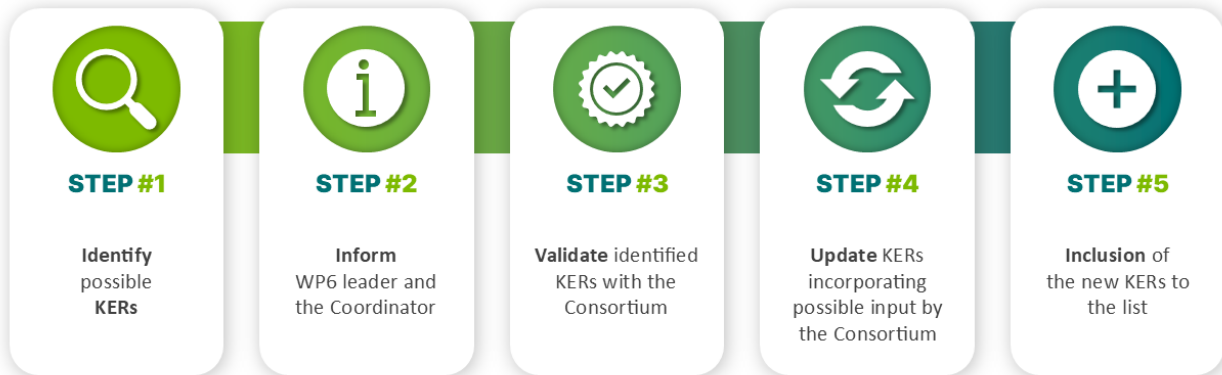 STEP #1
Identify
possible
KERs
STEP #2
Inform
WP6 leader and
the Coordinator
STEP #3
Validate identified
KERs with the
Consortium
STEP #4
Update KERs
incorporating
possible input by
the Consortium
STEP #5
Inclusion of
the new KERs to
the list